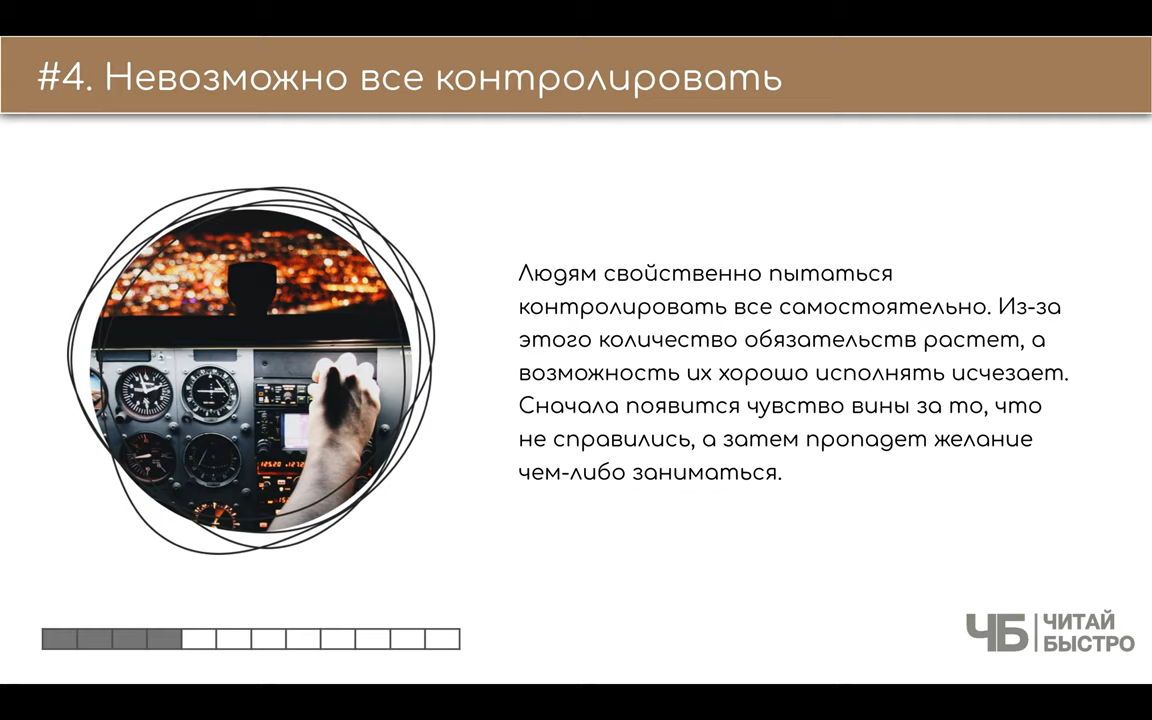 #4. Невозможно все контролировать
Людям свойственно пытаться
контролировать все самостоятельно. Из-за
этого количество обязательств растет, а
возможность их хорошо исполнять исчезает.
Сначала появится чувство вины за то, что
не справились, а затем пропадет желание
чем-либо заниматься.
ЧБ
ЧИТАЙ
БЫСТРО